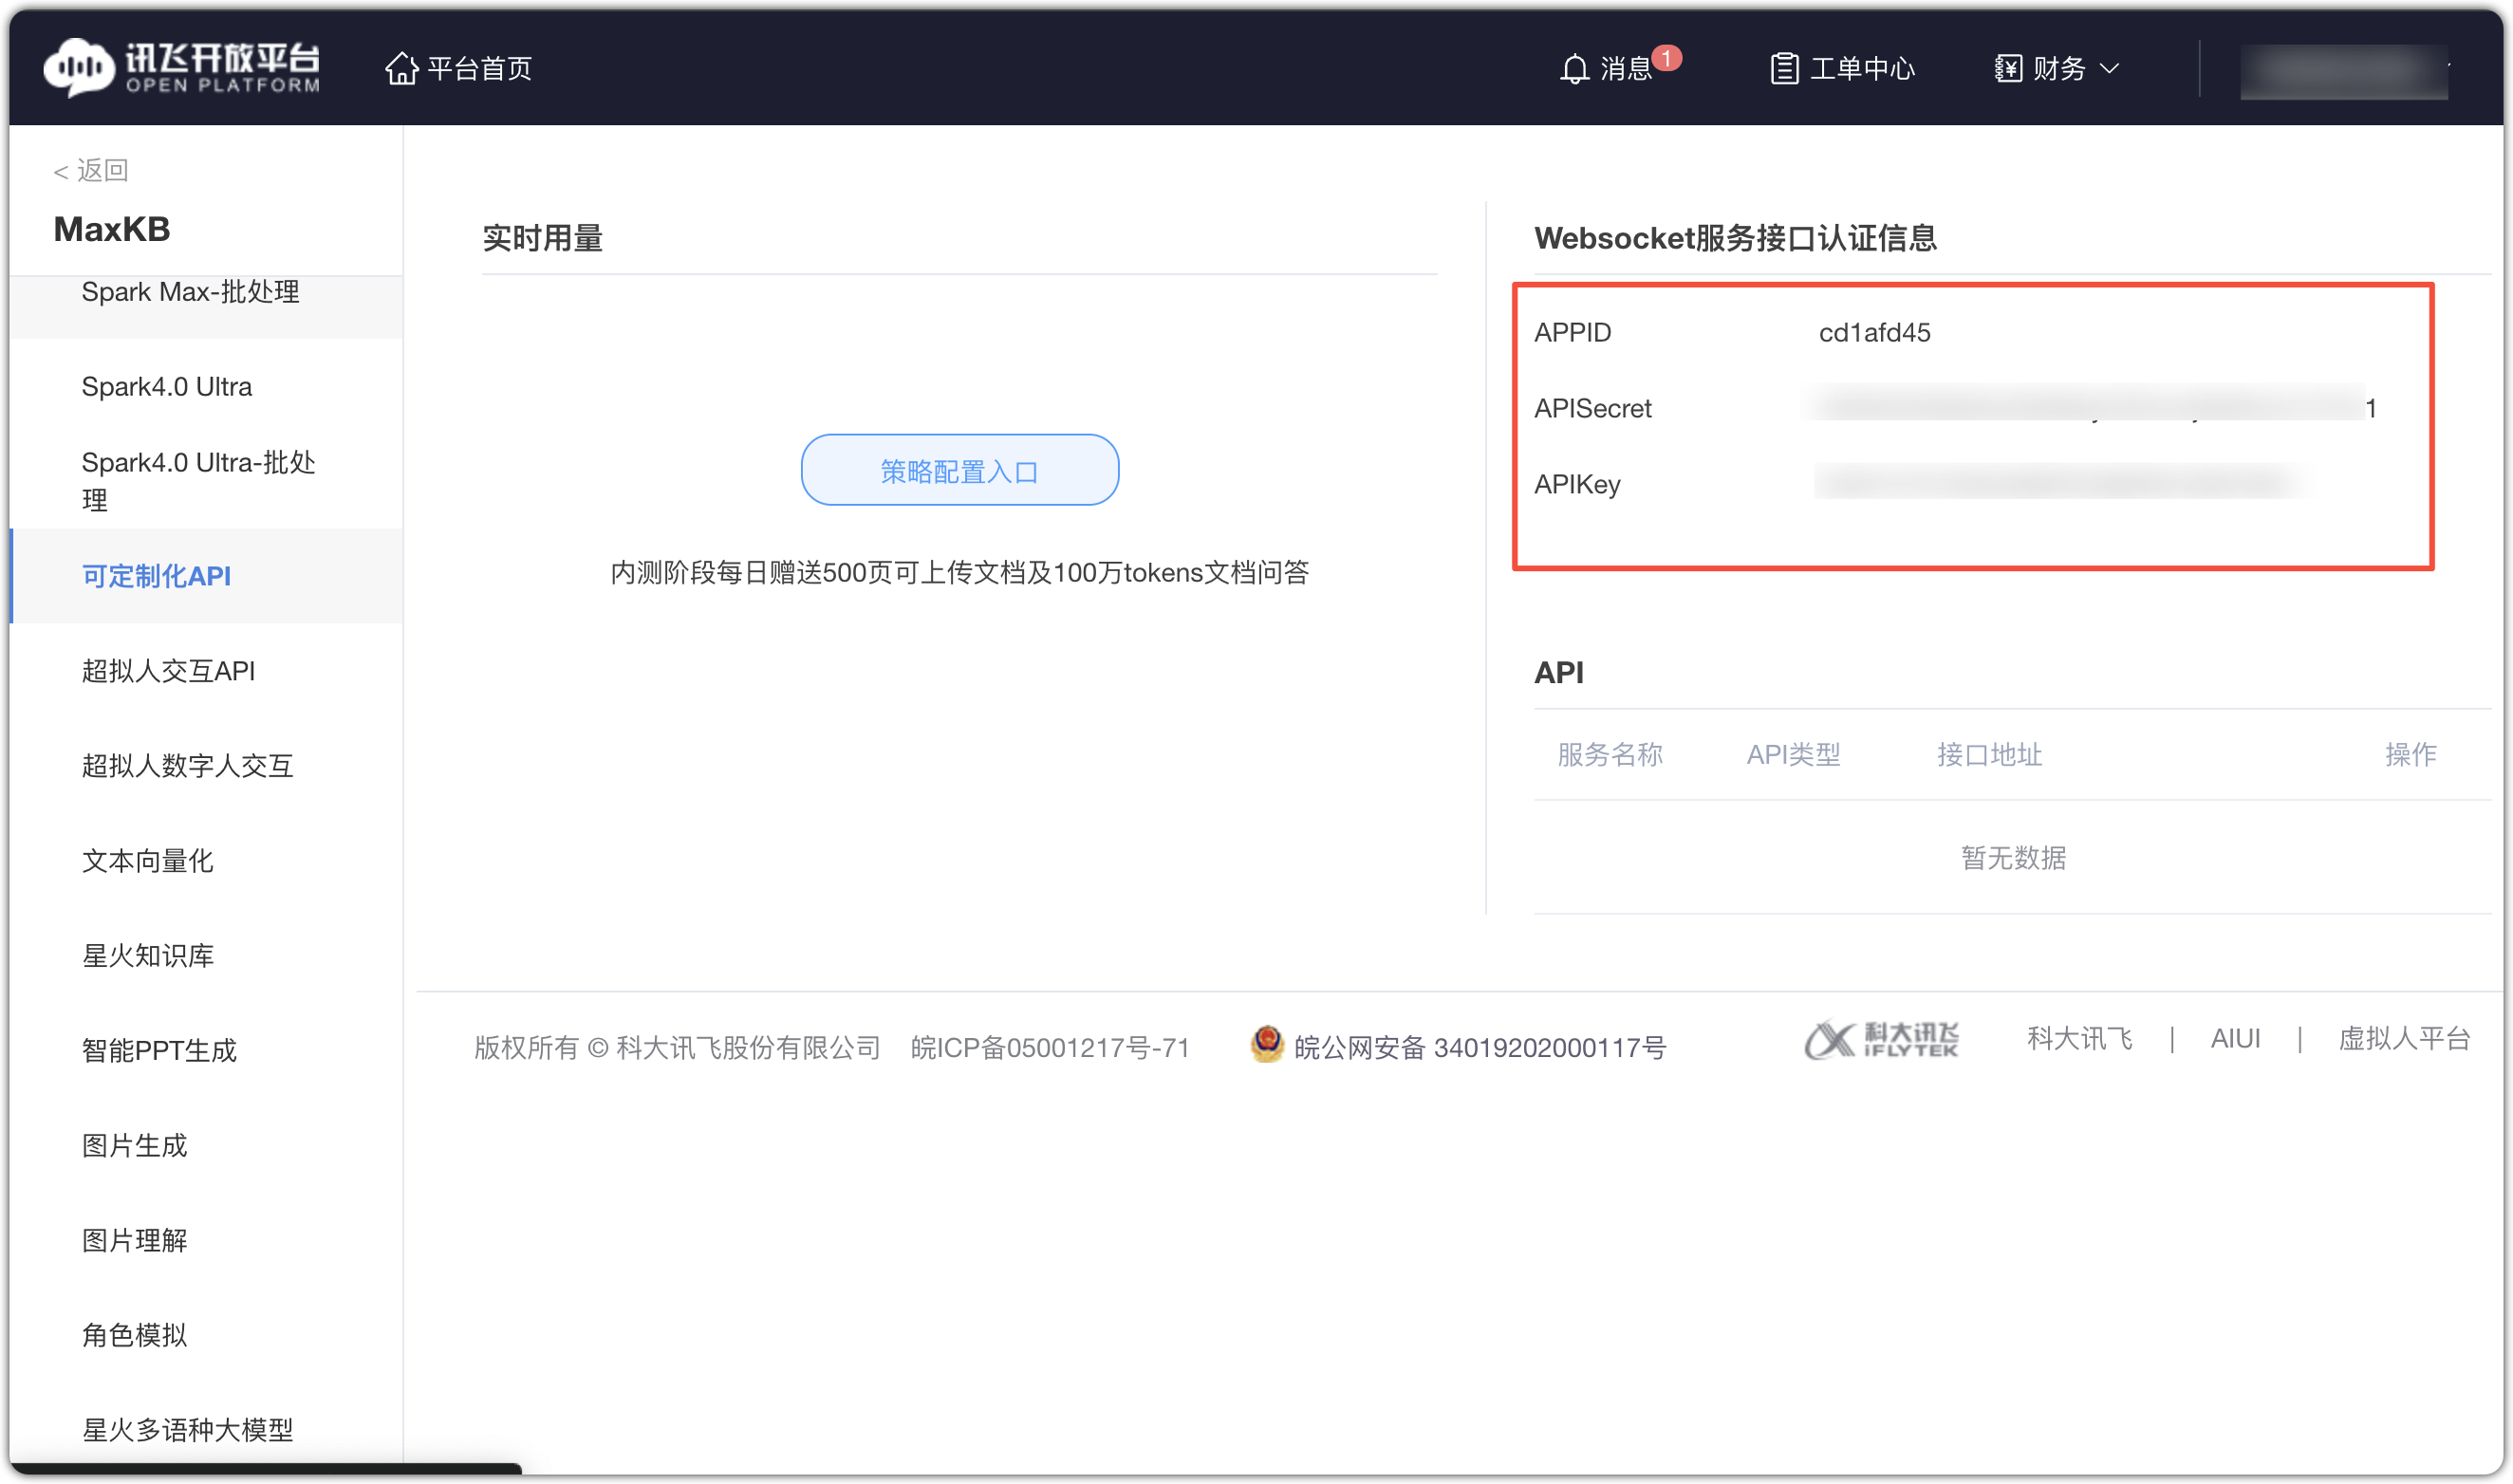 讯飞开放平台
OPEN PLATFORM
平台首页
消息 1
工单中心
财务
< 返回
MaxKB
Spark Max-批处理
Spark4.0 Ultra
Spark4.0 Ultra-批处
理
可定制化API
超拟人交互API
超拟人数字人交互
文本向量化
星火知识库
智能PPT生成
图片生成
图片理解
角色模拟
星火多语种大模型
实时用量
策略配置入口
内测阶段每日赠送500页可上传文档及100万tokens文档问答
Websocket服务接口认证信息
APPID cd1afd45
APISecret 1
APIKey
API
服务名称 API类型 接口地址 操作
暂无数据
版权所有 © 科大讯飞股份有限公司 皖ICP备05001217号-71 皖公网安备 34019202000117号
科大讯飞
iFLYTEK
科大讯飞 | AIUI | 虚拟人平台